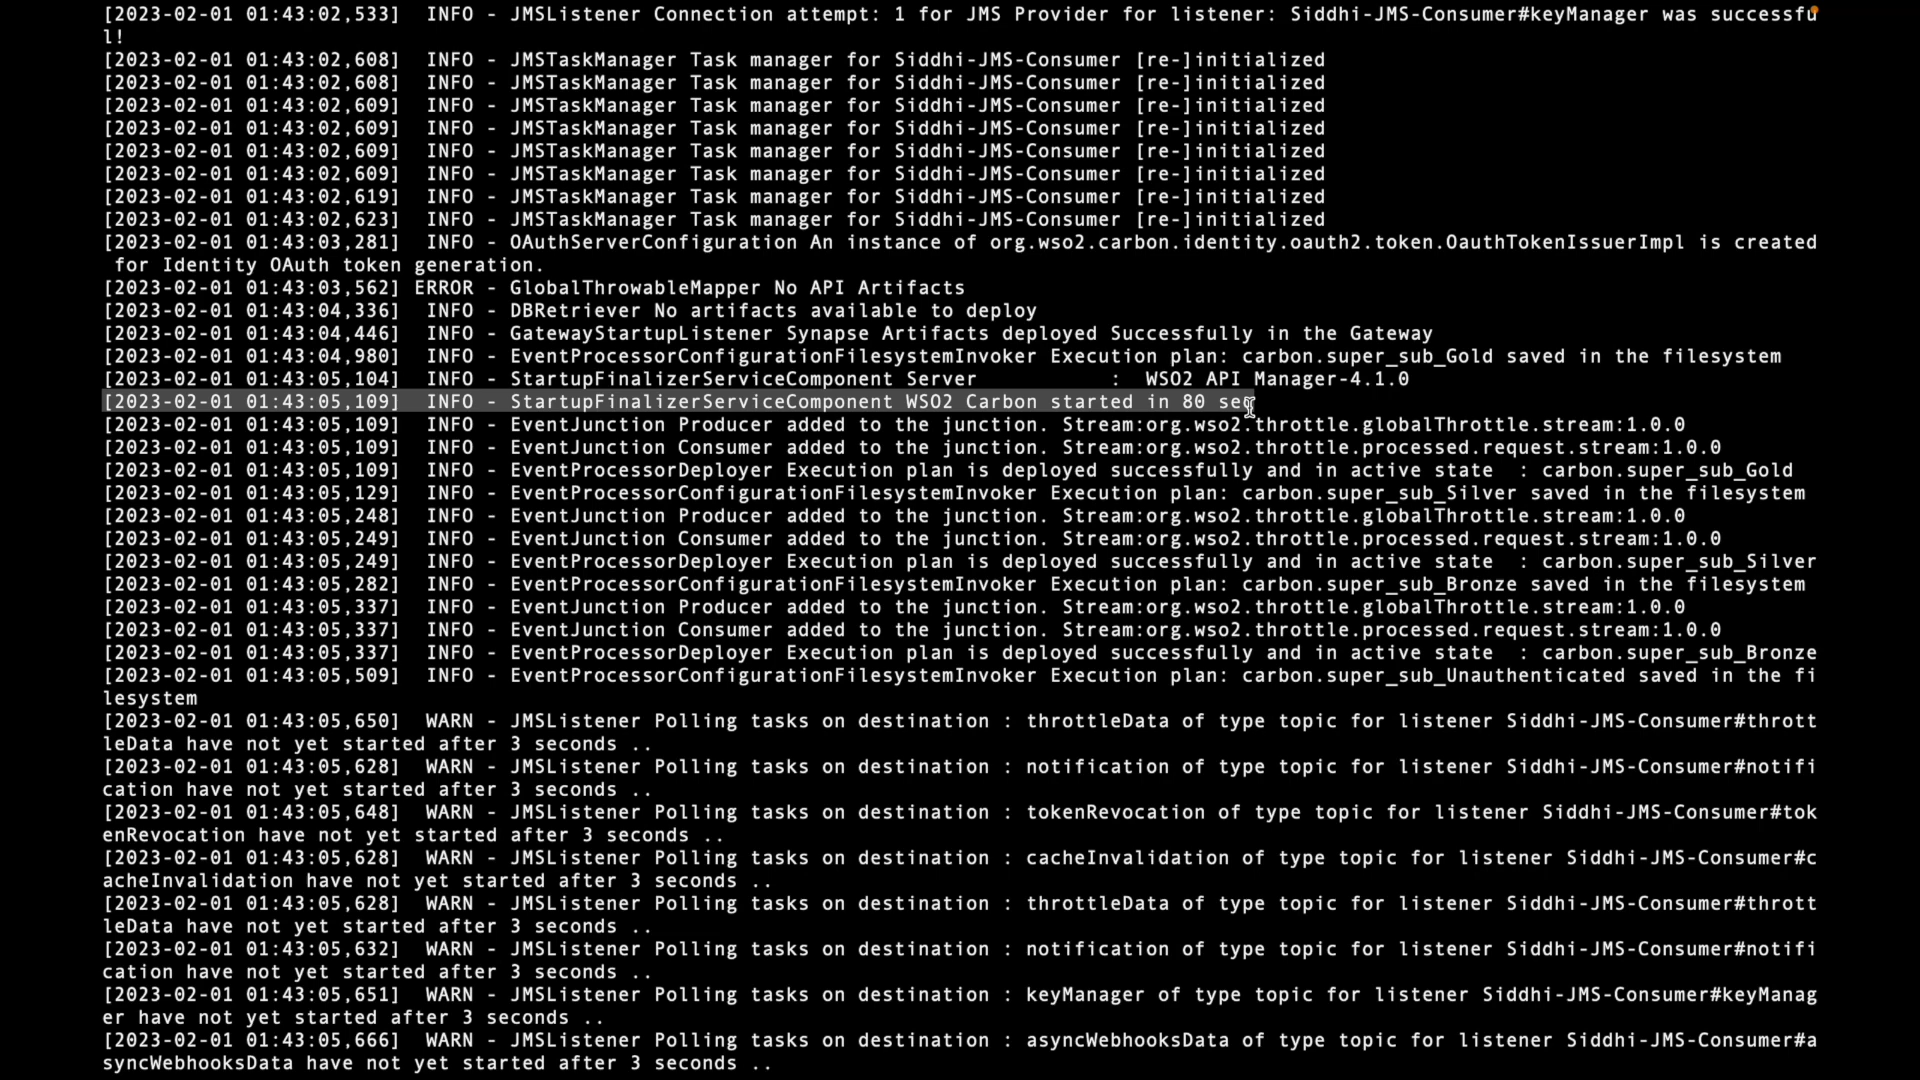 [2023-02-01 01:43:02,533]  INFO - JMSListener Connection attempt: 1 for JMS Provider for listener: Siddhi-JMS-Consumer#keyManager was successfu
l!
[2023-02-01 01:43:02,608]  INFO - JMSTaskManager Task manager for Siddhi-JMS-Consumer [re-]initialized
[2023-02-01 01:43:02,608]  INFO - JMSTaskManager Task manager for Siddhi-JMS-Consumer [re-]initialized
[2023-02-01 01:43:02,609]  INFO - JMSTaskManager Task manager for Siddhi-JMS-Consumer [re-]initialized
[2023-02-01 01:43:02,609]  INFO - JMSTaskManager Task manager for Siddhi-JMS-Consumer [re-]initialized
[2023-02-01 01:43:02,609]  INFO - JMSTaskManager Task manager for Siddhi-JMS-Consumer [re-]initialized
[2023-02-01 01:43:02,609]  INFO - JMSTaskManager Task manager for Siddhi-JMS-Consumer [re-]initialized
[2023-02-01 01:43:02,619]  INFO - JMSTaskManager Task manager for Siddhi-JMS-Consumer [re-]initialized
[2023-02-01 01:43:02,623]  INFO - JMSTaskManager Task manager for Siddhi-JMS-Consumer [re-]initialized
[2023-02-01 01:43:03,281]  INFO - OAuthServerConfiguration An instance of org.wso2.carbon.identity.oauth2.token.OauthTokenIssuerImpl is created
 for Identity OAuth token generation.
[2023-02-01 01:43:03,562] ERROR - GlobalThrowableMapper No API Artifacts
[2023-02-01 01:43:04,336]  INFO - DBRetriever No artifacts available to deploy
[2023-02-01 01:43:04,446]  INFO - GatewayStartupListener Synapse Artifacts deployed Successfully in the Gateway
[2023-02-01 01:43:04,980]  INFO - EventProcessorConfigurationFilesystemInvoker Execution plan: carbon.super_sub_Gold saved in the filesystem
[2023-02-01 01:43:05,104]  INFO - StartupFinalizerServiceComponent Server           :  WSO2 API Manager-4.1.0
[2023-02-01 01:43:05,109]  INFO - StartupFinalizerServiceComponent WSO2 Carbon started in 80 sec
[2023-02-01 01:43:05,109]  INFO - EventJunction Producer added to the junction. Stream:org.wso2.throttle.globalThrottle.stream:1.0.0
[2023-02-01 01:43:05,109]  INFO - EventJunction Consumer added to the junction. Stream:org.wso2.throttle.processed.request.stream:1.0.0
[2023-02-01 01:43:05,109]  INFO - EventProcessorDeployer Execution plan is deployed successfully and in active state  : carbon.super_sub_Gold
[2023-02-01 01:43:05,129]  INFO - EventProcessorConfigurationFilesystemInvoker Execution plan: carbon.super_sub_Silver saved in the filesystem
[2023-02-01 01:43:05,248]  INFO - EventJunction Producer added to the junction. Stream:org.wso2.throttle.globalThrottle.stream:1.0.0
[2023-02-01 01:43:05,249]  INFO - EventJunction Consumer added to the junction. Stream:org.wso2.throttle.processed.request.stream:1.0.0
[2023-02-01 01:43:05,249]  INFO - EventProcessorDeployer Execution plan is deployed successfully and in active state  : carbon.super_sub_Silver
[2023-02-01 01:43:05,282]  INFO - EventProcessorConfigurationFilesystemInvoker Execution plan: carbon.super_sub_Bronze saved in the filesystem
[2023-02-01 01:43:05,337]  INFO - EventJunction Producer added to the junction. Stream:org.wso2.throttle.globalThrottle.stream:1.0.0
[2023-02-01 01:43:05,337]  INFO - EventJunction Consumer added to the junction. Stream:org.wso2.throttle.processed.request.stream:1.0.0
[2023-02-01 01:43:05,337]  INFO - EventProcessorDeployer Execution plan is deployed successfully and in active state  : carbon.super_sub_Bronze
[2023-02-01 01:43:05,509]  INFO - EventProcessorConfigurationFilesystemInvoker Execution plan: carbon.super_sub_Unauthenticated saved in the fi
lesystem
[2023-02-01 01:43:05,650]  WARN - JMSListener Polling tasks on destination : throttleData of type topic for listener Siddhi-JMS-Consumer#thrott
leData have not yet started after 3 seconds ..
[2023-02-01 01:43:05,628]  WARN - JMSListener Polling tasks on destination : notification of type topic for listener Siddhi-JMS-Consumer#notifi
cation have not yet started after 3 seconds ..
[2023-02-01 01:43:05,648]  WARN - JMSListener Polling tasks on destination : tokenRevocation of type topic for listener Siddhi-JMS-Consumer#tok
enRevocation have not yet started after 3 seconds ..
[2023-02-01 01:43:05,628]  WARN - JMSListener Polling tasks on destination : cacheInvalidation of type topic for listener Siddhi-JMS-Consumer#c
acheInvalidation have not yet started after 3 seconds ..
[2023-02-01 01:43:05,628]  WARN - JMSListener Polling tasks on destination : throttleData of type topic for listener Siddhi-JMS-Consumer#thrott
leData have not yet started after 3 seconds ..
[2023-02-01 01:43:05,632]  WARN - JMSListener Polling tasks on destination : notification of type topic for listener Siddhi-JMS-Consumer#notifi
cation have not yet started after 3 seconds ..
[2023-02-01 01:43:05,651]  WARN - JMSListener Polling tasks on destination : keyManager of type topic for listener Siddhi-JMS-Consumer#keyManag
er have not yet started after 3 seconds ..
[2023-02-01 01:43:05,666]  WARN - JMSListener Polling tasks on destination : asyncWebhooksData of type topic for listener Siddhi-JMS-Consumer#a
syncWebhooksData have not yet started after 3 seconds ..